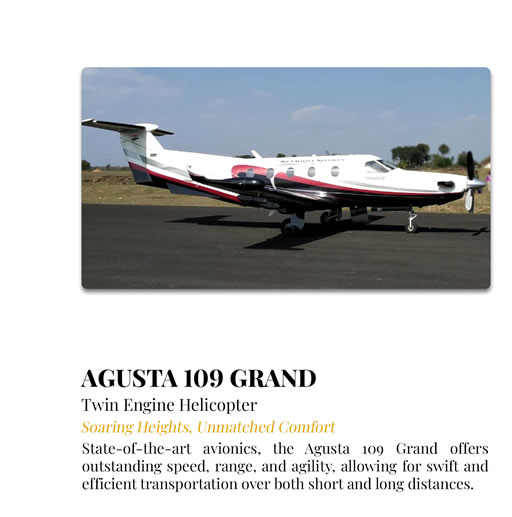 AGUSTA 109 GRAND
Twin Engine Helicopter
Soaring Heights, Unmatched Comfort
State-of-the-art avionics, the Agusta 109 Grand offers
outstanding speed, range, and agility, allowing for swift and
efficient transportation over both short and long distances.